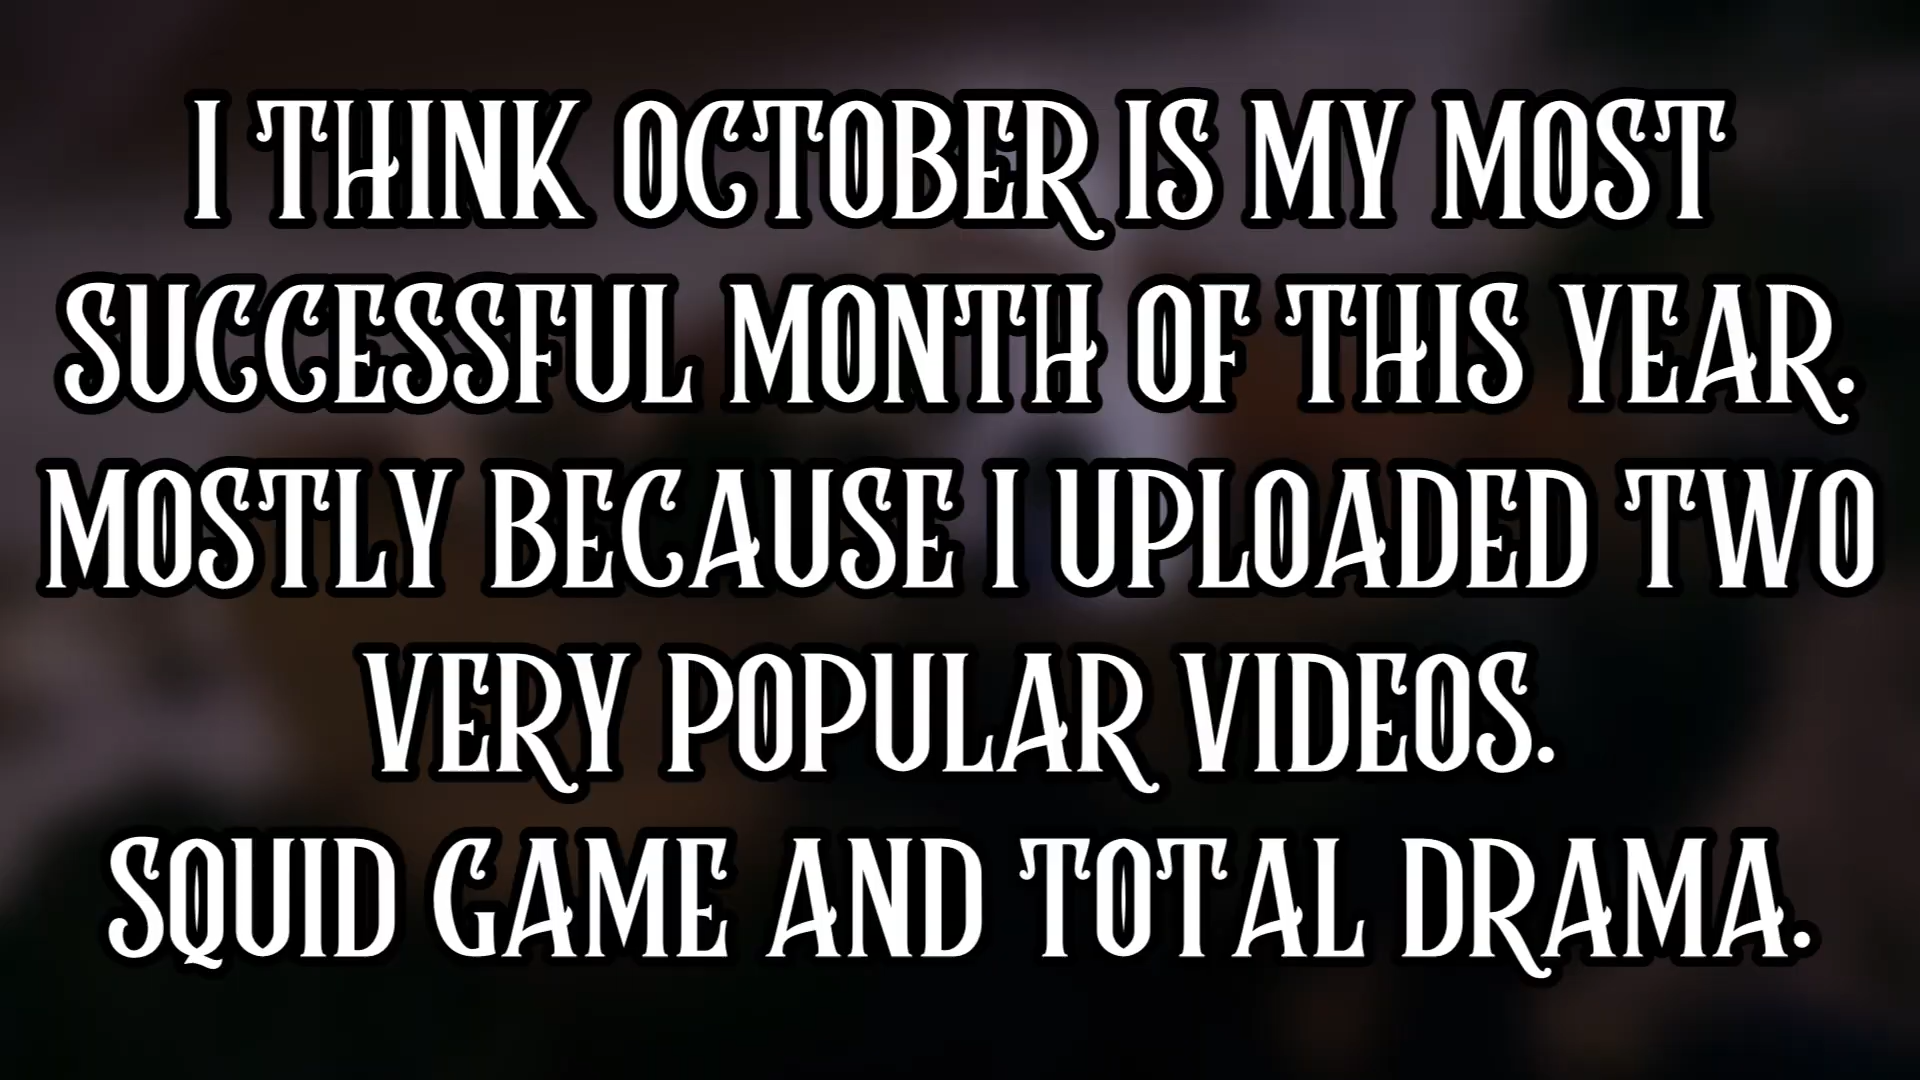 I THINK OCTOBER IS MY MOST
SUCCESSFUL MONTH OF THIS YEAR.
MOSTLY BECAUSE I UPLOADED TWO
VERY POPULAR VIDEOS.
SQUID GAME AND TOTAL DRAMA.